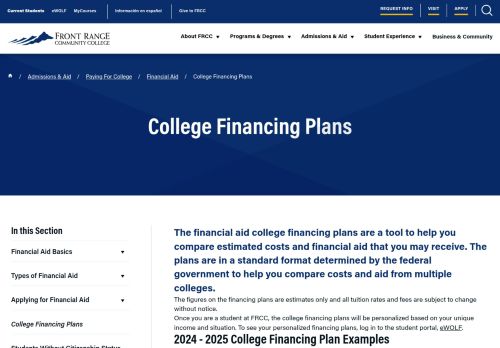 Current Students eWOLF MyCourses Información en español Give to FRCC REQUEST INFO VISIT APPLY
FRONT RANGE
COMMUNITY COLLEGE
About FRCC Programs & Degrees Admissions & Aid Student Experience Business & Community
/ Admissions & Aid / Paying For College / Financial Aid / College Financing Plans
College Financing Plans
In this Section
Financial Aid Basics
Types of Financial Aid
Applying for Financial Aid
College Financing Plans
Students Without Citizenship Status
The financial aid college financing plans are a tool to help you
compare estimated costs and financial aid that you may receive. The
plans are in a standard format determined by the federal
government to help you compare costs and aid from multiple
colleges.
The figures on the financing plans are estimates only and all tuition rates and fees are subject to change
without notice.
Once you are a student at FRCC, the college financing plans will be personalized based on your unique
income and situation. To see your personalized financing plans, log in to the student portal, eWOLF.
2024 - 2025 College Financing Plan Examples